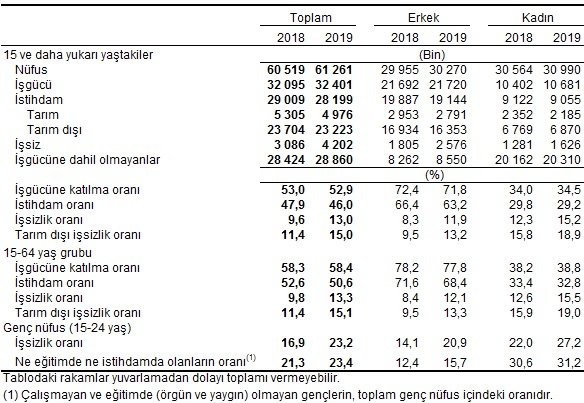 Toplam Erkek Kadın
2018 2019 2018 2019 2018 2019
15 ve daha yukarı yaştakiler (Bin)
Nüfus 60 519 61 261 29 955 30 270 30 564 30 990
İşgücü 32 095 32 401 21 692 21 720 10 402 10 681
İstihdam 29 009 28 199 19 887 19 144 9 122 9 055
Tarım 5 305 4 976 2 953 2 791 2 352 2 185
Tarım dışı 23 704 23 223 16 934 16 353 6 769 6 870
İşsiz 3 086 4 202 1 805 2 576 1 281 1 626
İşgücüne dahil olmayanlar 28 424 28 860 8 262 8 550 20 162 20 310
(%)
İşgücüne katılma oranı 53,0 52,9 72,4 71,8 34,0 34,5
İstihdam oranı 47,9 46,0 66,4 63,2 29,8 29,2
İşsizlik oranı 9,6 13,0 8,3 11,9 12,3 15,2
Tarım dışı işsizlik oranı 11,4 15,0 9,5 13,2 15,8 18,9
15-64 yaş grubu
İşgücüne katılma oranı 58,3 58,4 78,2 77,8 38,2 38,8
İstihdam oranı 52,6 50,6 71,6 68,4 33,4 32,8
İşsizlik oranı 9,8 13,3 8,4 12,1 12,6 15,5
Tarım dışı işsizlik oranı 11,4 15,1 9,5 13,3 15,9 19,0
Genç nüfus (15-24 yaş)
İşsizlik oranı 16,9 23,2 14,1 20,9 22,0 27,2
Ne eğitimde ne istihdamda olanların oranı(1) 21,3 23,4 12,4 15,7 30,6 31,2
Tablodaki rakamlar yuvarlamadan dolayı toplamı vermeyebilir.
(1) Çalışmayan ve eğitimde (örgün ve yaygın) olmayan gençlerin, toplam genç nüfus içindeki oranıdır.